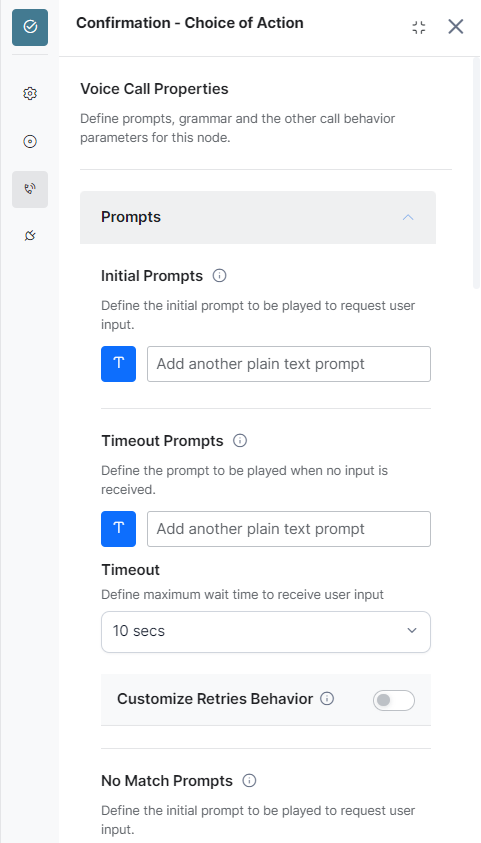 Confirmation - Choice of Action
Voice Call Properties
Define prompts, grammar and the other call behavior
parameters for this node.
Prompts
Initial Prompts
Define the initial prompt to be played to request user
input.
T
Add another plain text prompt
Timeout Prompts
Define the prompt to be played when no input is
received.
T
Add another plain text prompt
Timeout
Define maximum wait time to receive user input
10 secs
Customize Retries Behavior
No Match Prompts
Define the initial prompt to be played to request user
input.